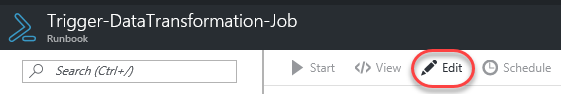 Trigger-DataTransformation-Job
Runbook
Search (Ctrl+/)
Start </> View Edit Schedule